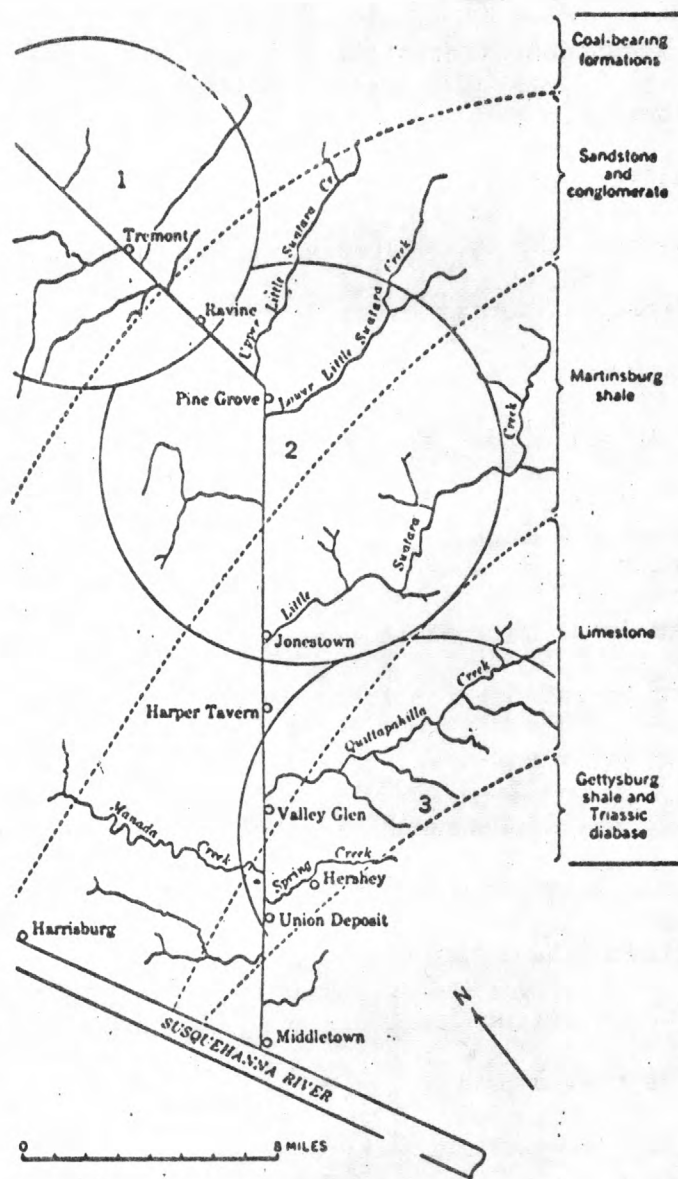 Coal-bearing
formations
Sandstone
and
conglomerate
1
Tremont
Ravine
Upper Little Swatara Cr
Lower Little Swatara Creek
Pine Grove
2
Martinsburg
shale
Creek
Swatara
Little
Jonestown
Limestone
Harper Tavern
Quittapahilla Creek
Valley Glen
3
Gettysburg
shale and
Triassic
diabase
Manada Creek
Spring Creek
Hershey
Union Deposit
Harrisburg
N
Middletown
SUSQUEHANNA RIVER
0 8 MILES